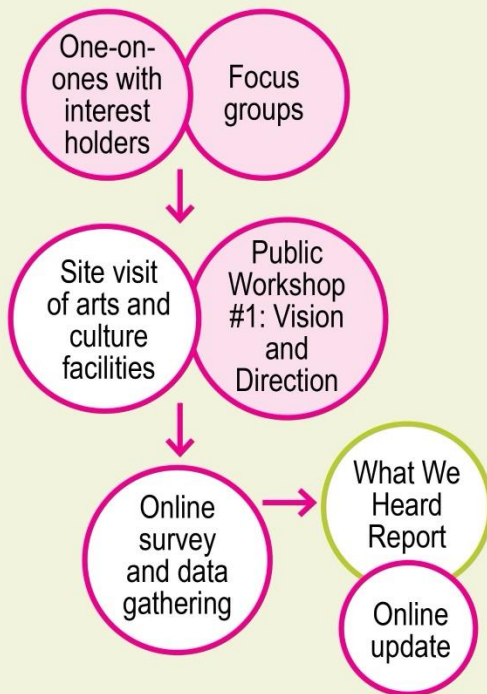 One-on-
ones with
interest
holders
Focus
groups
Site visit
of arts and
culture
facilities
Public
Workshop
#1: Vision
and
Direction
Online
survey
and data
gathering
What We
Heard
Report
Online
update